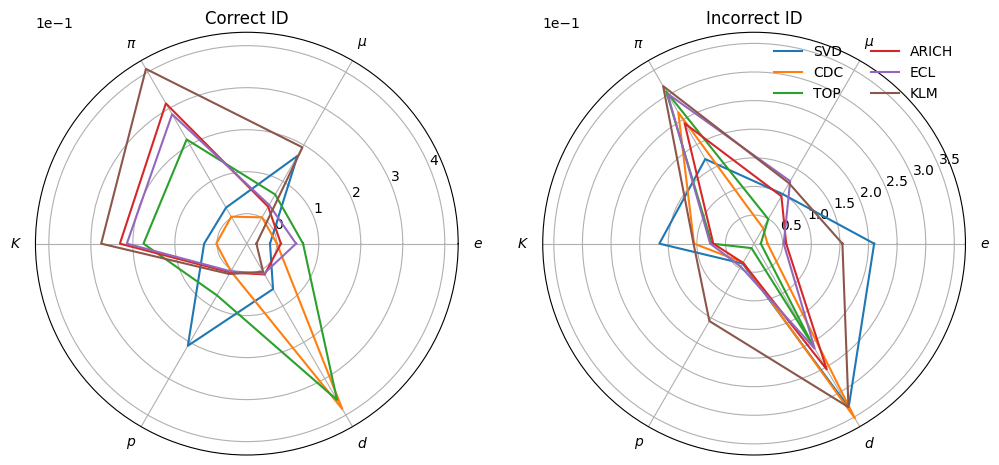 Correct ID
1e−1
π
μ
4
3
2
1
0
K
e
p
d
Incorrect ID
1e−1
π
μ
SVD
CDC
TOP
ARICH
ECL
KLM
3.5
3.0
2.5
2.0
1.5
1.0
0.5
K
e
p
d